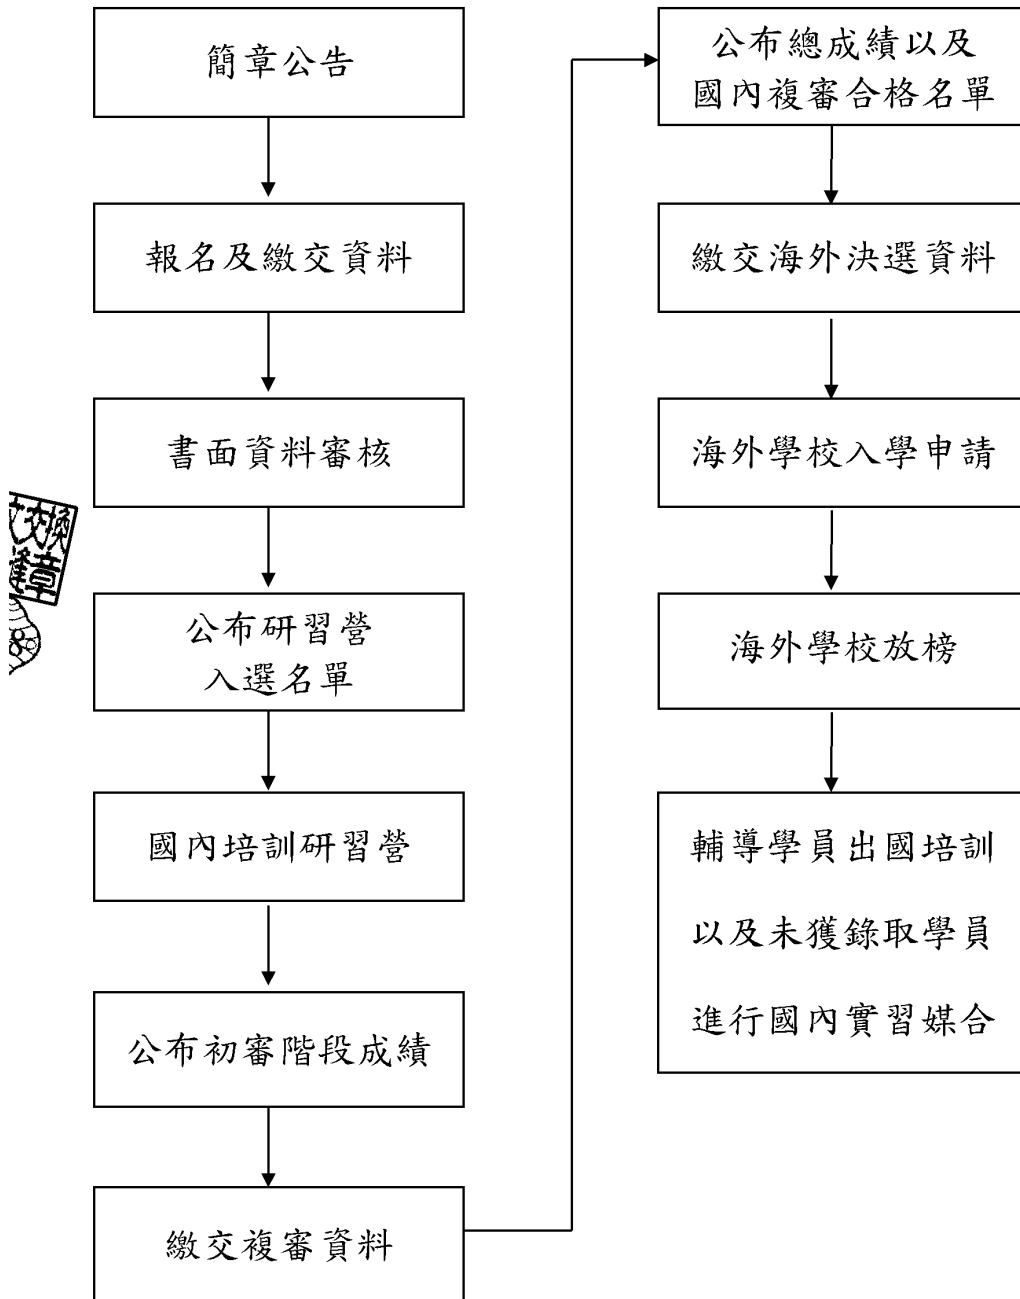 簡章公告
報名及繳交資料
書面資料審核
公布研習營
入選名單
國內培訓研習營
公布初審階段成績
繳交複審資料
公布總成績以及
國內複審合格名單
繳交海外決選資料
海外學校入學申請
海外學校放榜
輔導學員出國培訓
以及未獲錄取學員
進行國內實習媒合
交換
章